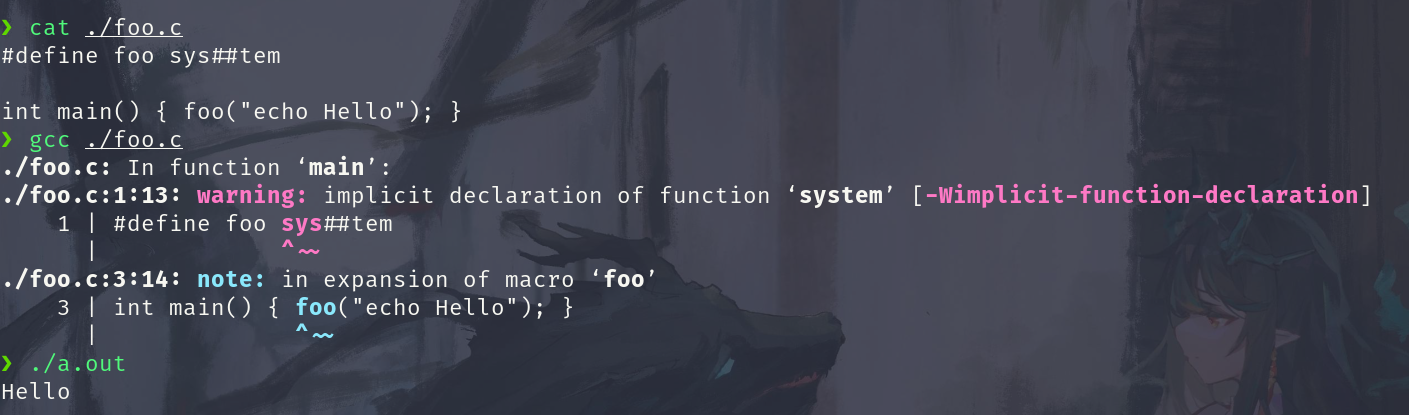 ❯ cat ./foo.c
#define foo sys##tem

int main() { foo("echo Hello"); }
❯ gcc ./foo.c
./foo.c: In function ‘main’:
./foo.c:1:13: warning: implicit declaration of function ‘system’ [-Wimplicit-function-declaration]
    1 | #define foo sys##tem
      |             ^~~
./foo.c:3:14: note: in expansion of macro ‘foo’
    3 | int main() { foo("echo Hello"); }
      |              ^~~
❯ ./a.out
Hello